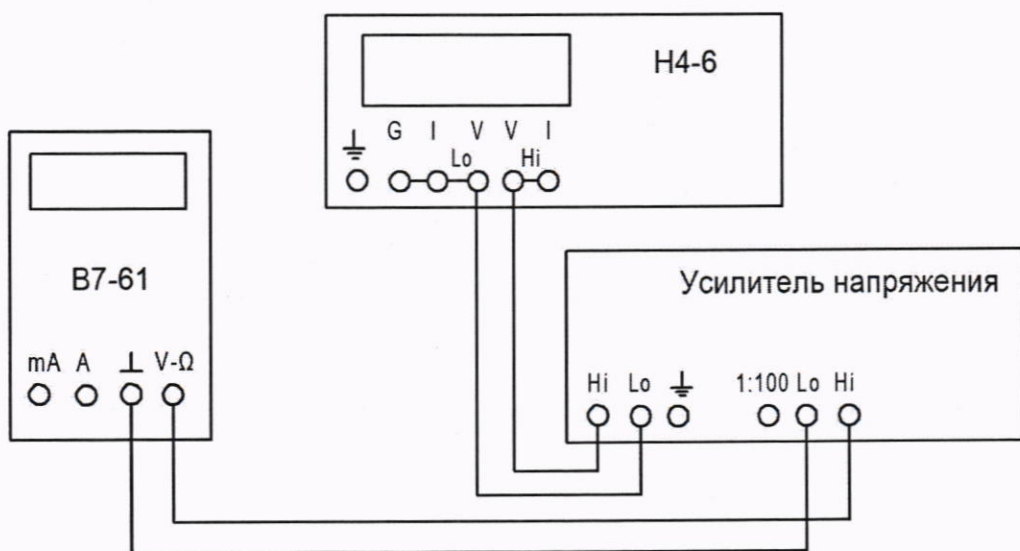 Н4-6
G I V V I
Lo Hi
В7-61
mA A V-Ω
Усилитель напряжения
Hi Lo 1:100 Lo Hi